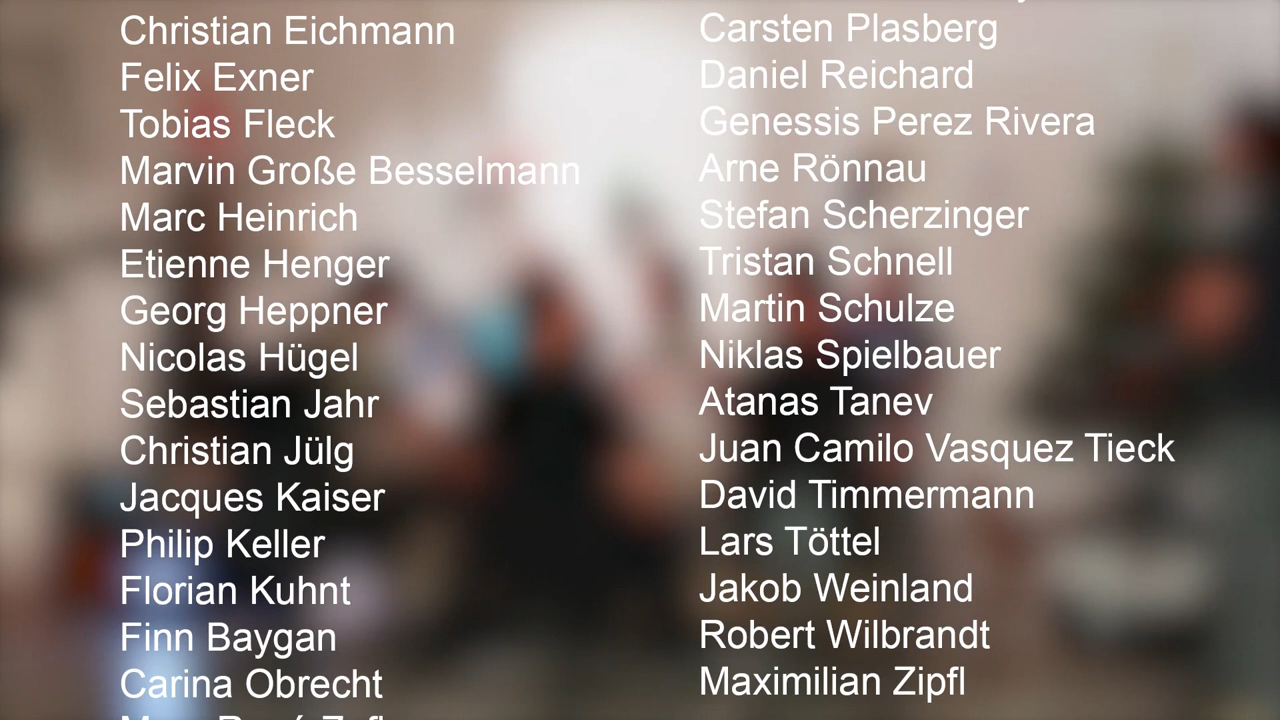 Christian Eichmann
Felix Exner
Tobias Fleck
Marvin Große Besselmann
Marc Heinrich
Etienne Henger
Georg Heppner
Nicolas Hügel
Sebastian Jahr
Christian Jülg
Jacques Kaiser
Philip Keller
Florian Kuhnt
Finn Baygan
Carina Obrecht
Carsten Plasberg
Daniel Reichard
Genessis Perez Rivera
Arne Rönnau
Stefan Scherzinger
Tristan Schnell
Martin Schulze
Niklas Spielbauer
Atanas Tanev
Juan Camilo Vasquez Tieck
David Timmermann
Lars Töttel
Jakob Weinland
Robert Wilbrandt
Maximilian Zipfl